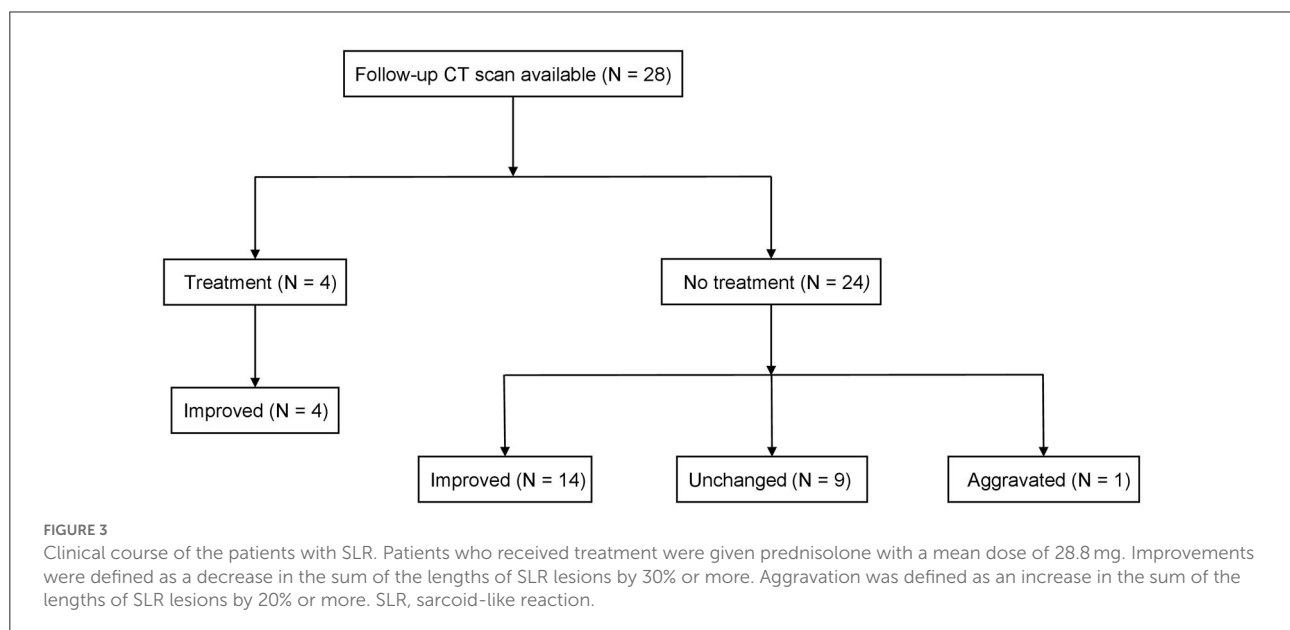 Follow-up CT scan available (N = 28)
Treatment (N = 4)
No treatment (N = 24)
Improved (N = 4)
Improved (N = 14)
Unchanged (N = 9)
Aggravated (N = 1)
FIGURE 3
Clinical course of the patients with SLR. Patients who received treatment were given prednisolone with a mean dose of 28.8 mg. Improvements
were defined as a decrease in the sum of the lengths of SLR lesions by 30% or more. Aggravation was defined as an increase in the sum of the
lengths of SLR lesions by 20% or more. SLR, sarcoid-like reaction.